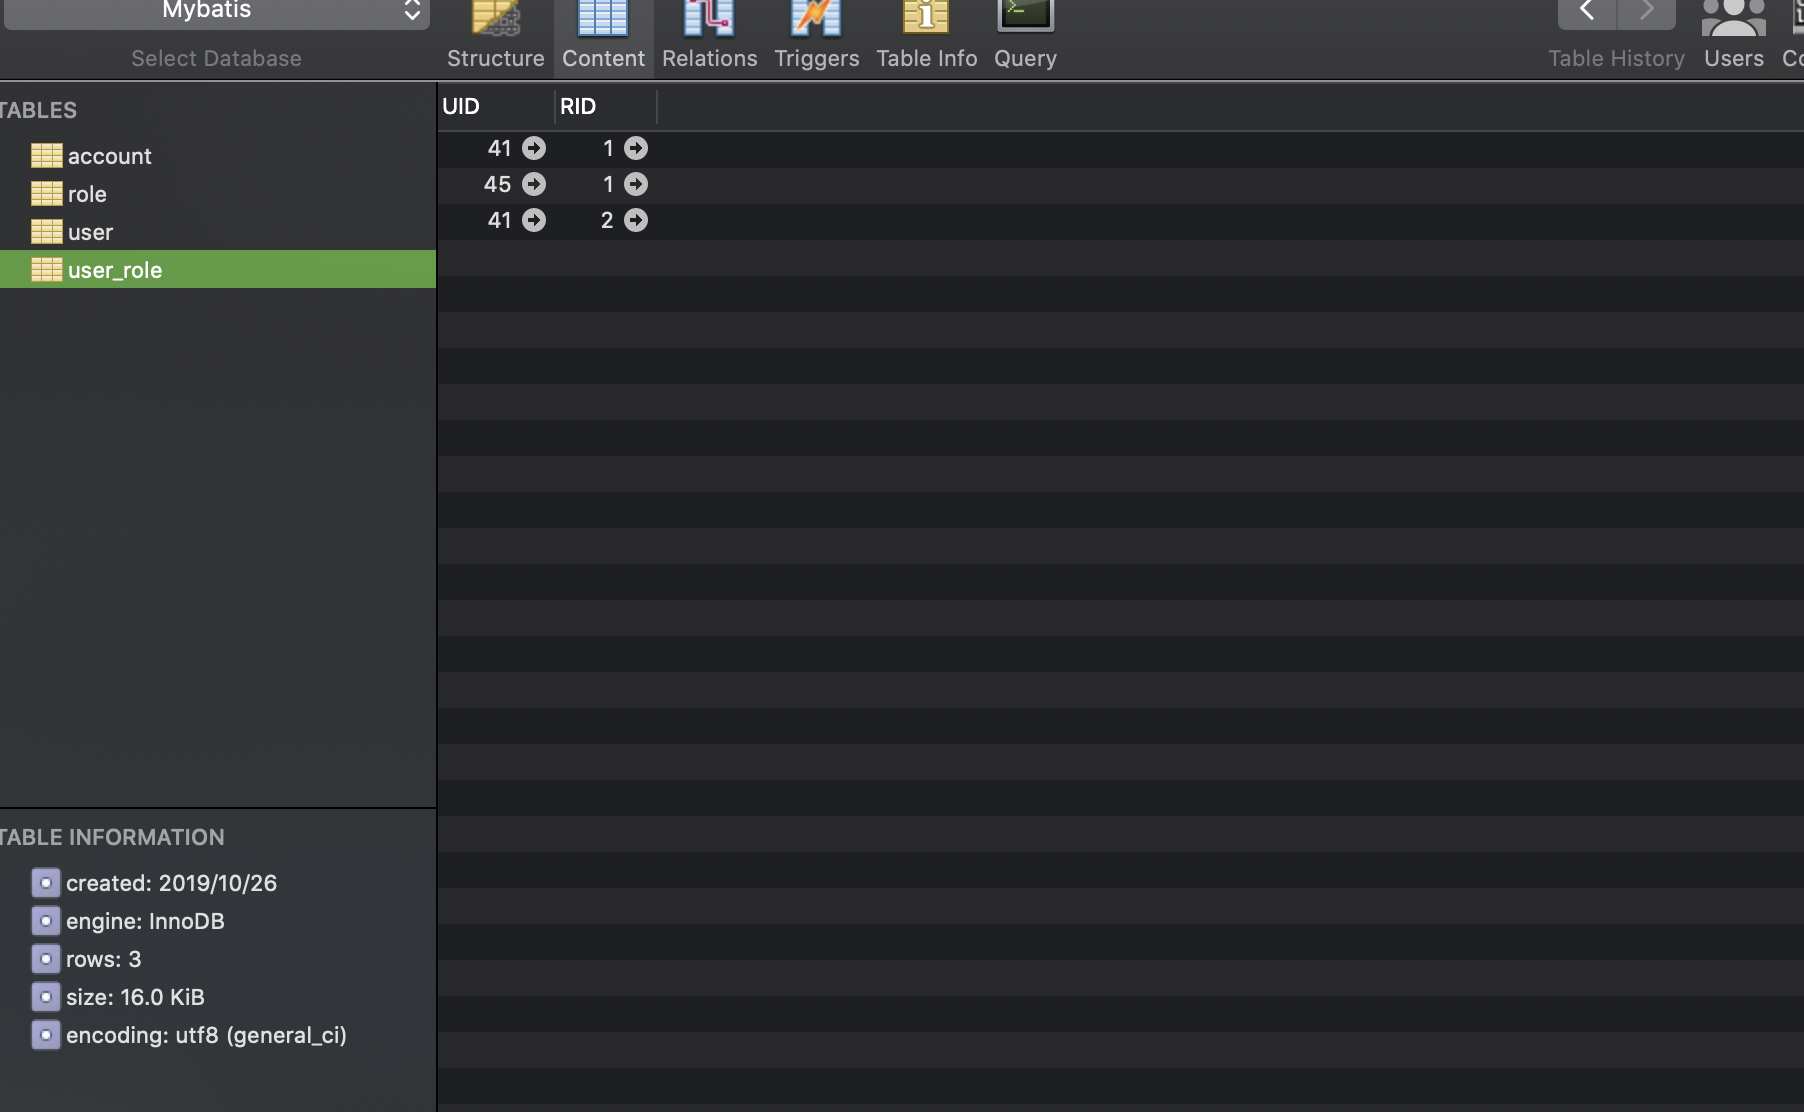 Mybatis
Select Database
Structure Content Relations Triggers Table Info Query
Table History Users
TABLES
account
role
user
user_role
UID RID
41 1
45 1
41 2
TABLE INFORMATION
created: 2019/10/26
engine: InnoDB
rows: 3
size: 16.0 KiB
encoding: utf8 (general_ci)